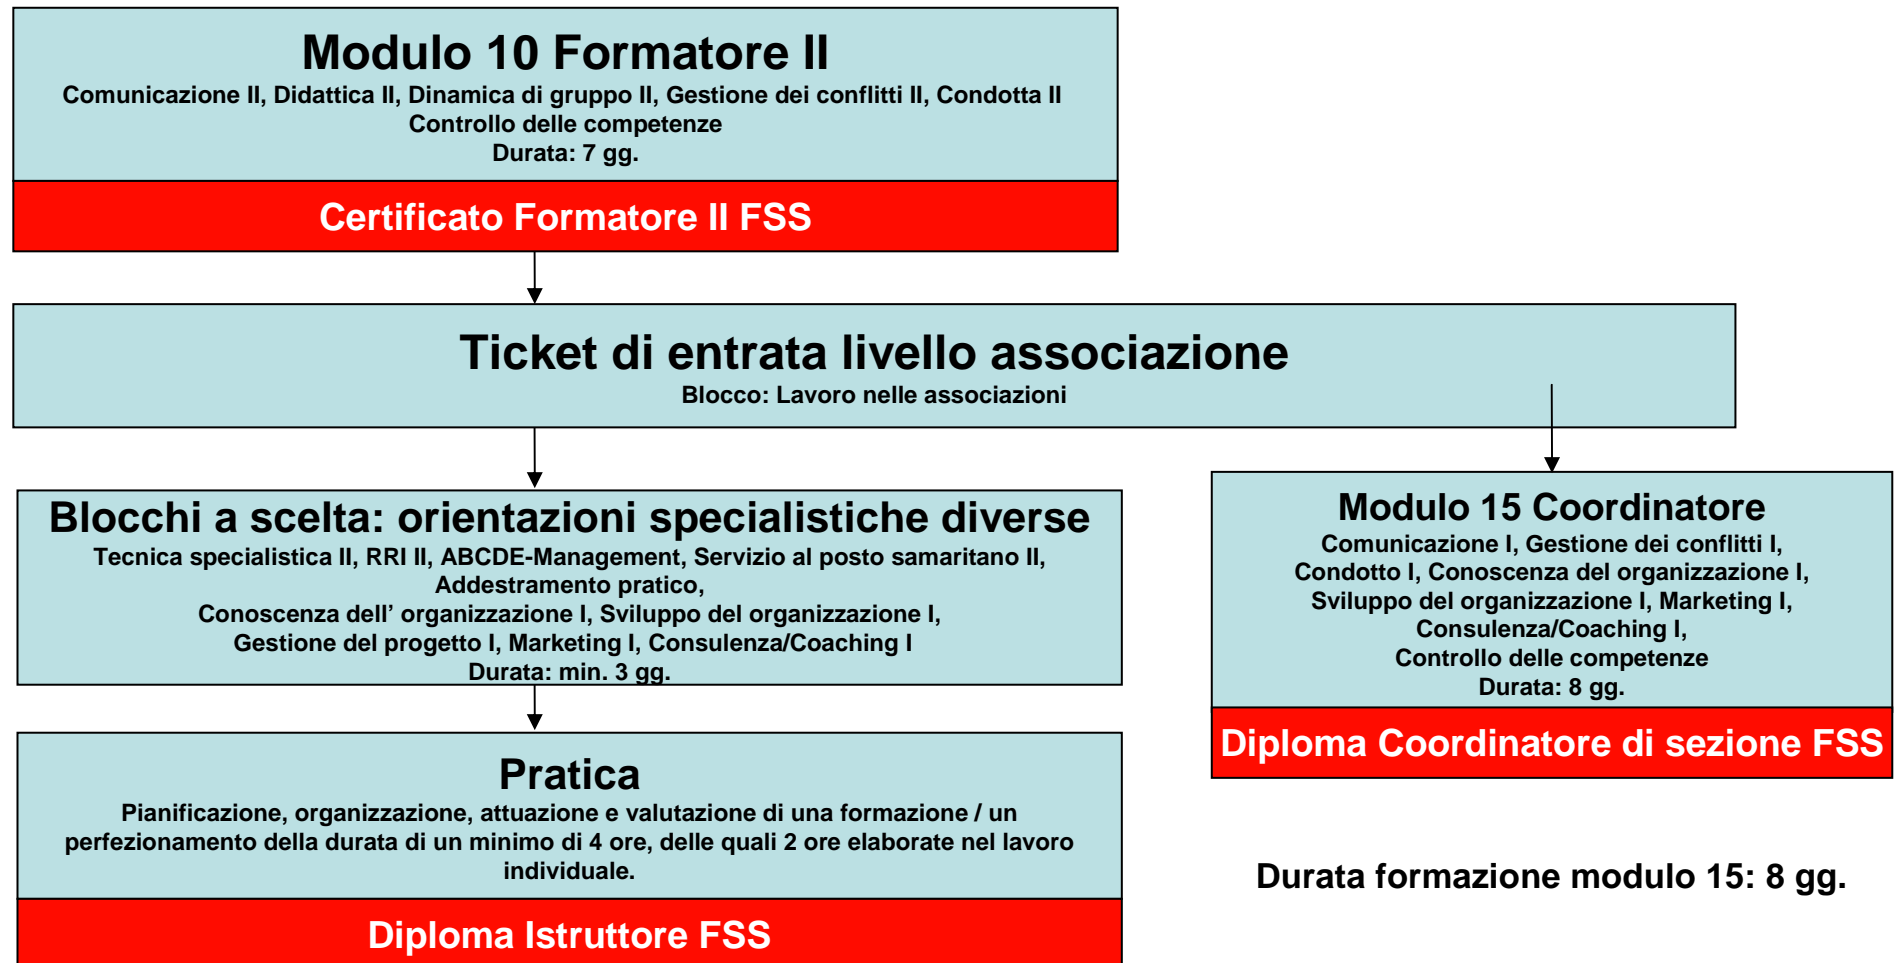 Modulo 10 Formatore II
Comunicazione II, Didattica II, Dinamica di gruppo II, Gestione dei conflitti II, Condotta II
Controllo delle competenze
Durata: 7 gg.
Certificato Formatore II FSS
Ticket di entrata livello associazione
Blocco: Lavoro nelle associazioni
Blocchi a scelta: orientazioni specialistiche diverse
Tecnica specialistica II, RRI II, ABCDE-Management, Servizio al posto samaritano II,
Addestramento pratico,
Conoscenza dell' organizzazione I, Sviluppo del organizzazione I,
Gestione del progetto I, Marketing I, Consulenza/Coaching I
Durata: min. 3 gg.
Pratica
Pianificazione, organizzazione, attuazione e valutazione di una formazione / un
perfezionamento della durata di un minimo di 4 ore, delle quali 2 ore elaborate nel lavoro
individuale.
Diploma Istruttore FSS
Modulo 15 Coordinatore
Comunicazione I, Gestione dei conflitti I,
Condotto I, Conoscenza del organizzazione I,
Sviluppo del organizzazione I, Marketing I,
Consulenza/Coaching I,
Controllo delle competenze
Durata: 8 gg.
Diploma Coordinatore di sezione FSS
Durata formazione modulo 15: 8 gg.